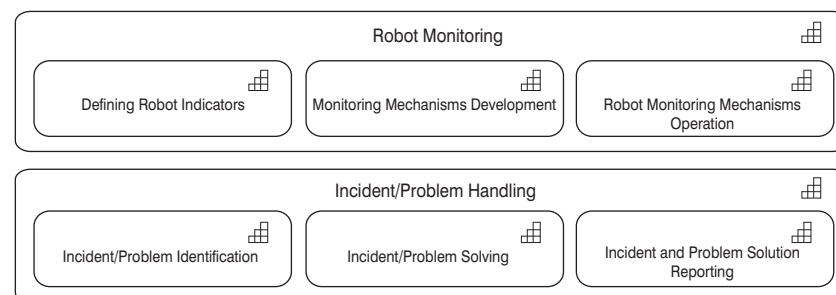 Robot Monitoring
Defining Robot Indicators
Monitoring Mechanisms Development
Robot Monitoring Mechanisms
Operation
Incident/Problem Handling
Incident/Problem Identification
Incident/Problem Solving
Incident and Problem Solution
Reporting